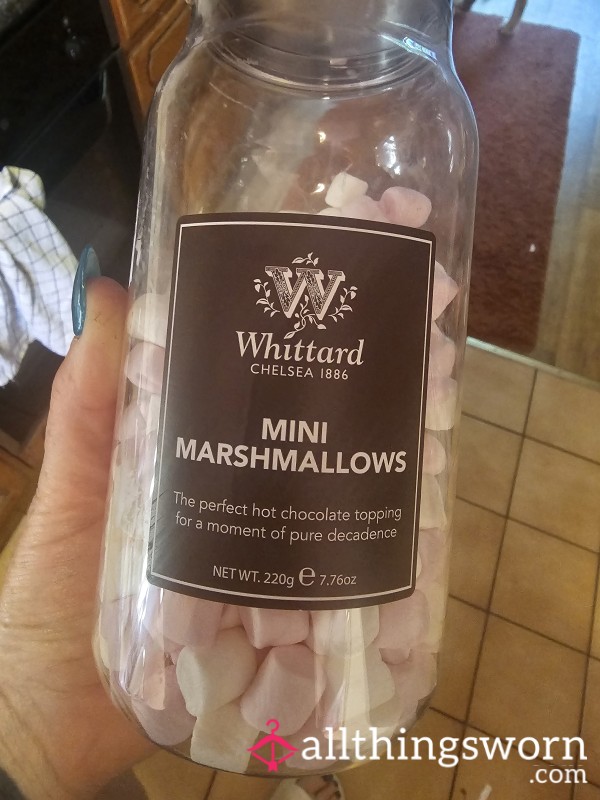 W
Whittard
CHELSEA 1886
MINI
MARSHMALLOWS
The perfect hot chocolate topping
for a moment of pure decadence
NET WT. 220g e 7.76oz
allthingsworn
.com